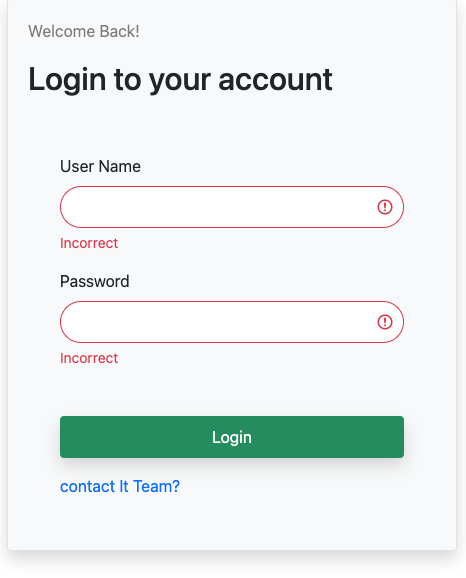 Welcome Back!
Login to your account
User Name
Incorrect
Password
Incorrect
Login
contact It Team?